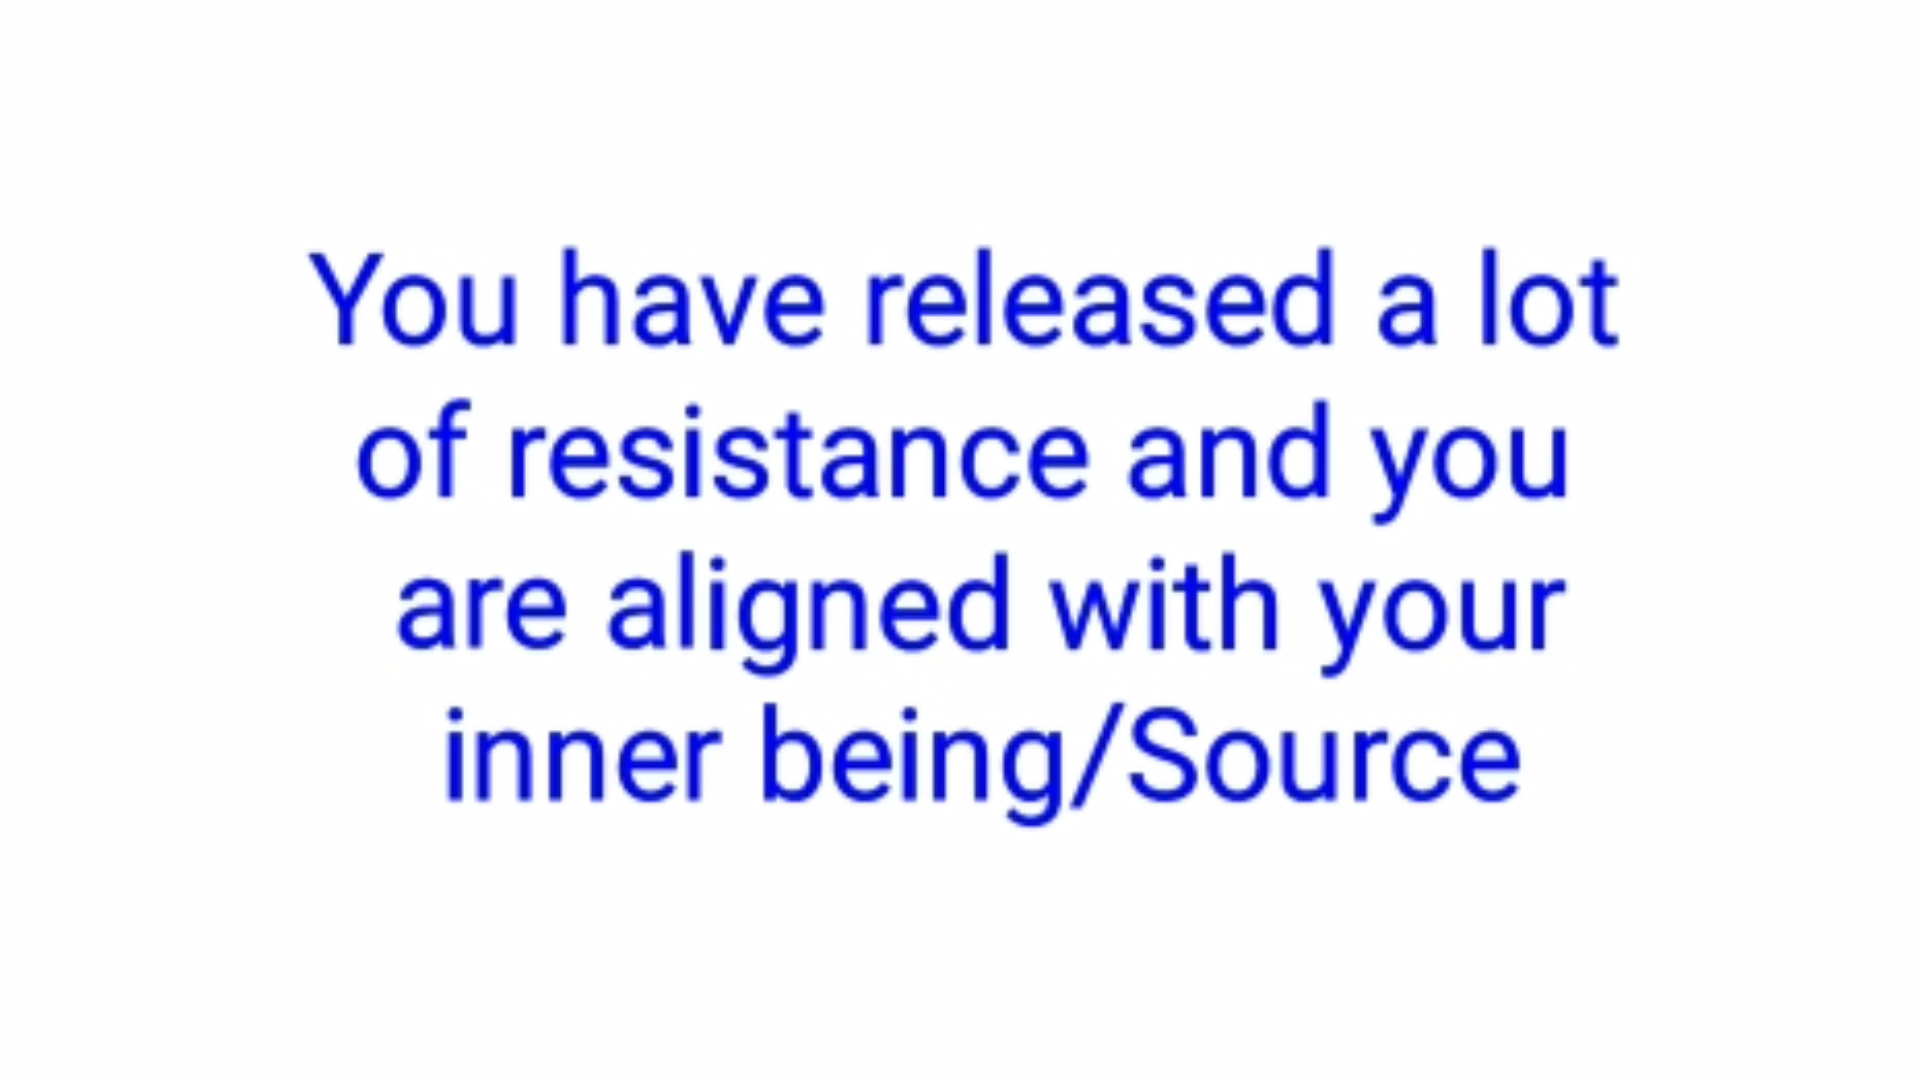 You have released a lot
of resistance and you
are aligned with your
inner being/Source